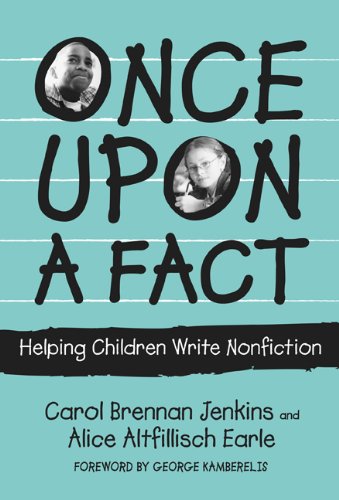 ONCE
UPON
A FACT
Helping Children Write Nonfiction
Carol Brennan Jenkins and
Alice Altfillisch Earle
FOREWORD BY GEORGE KAMBERELIS